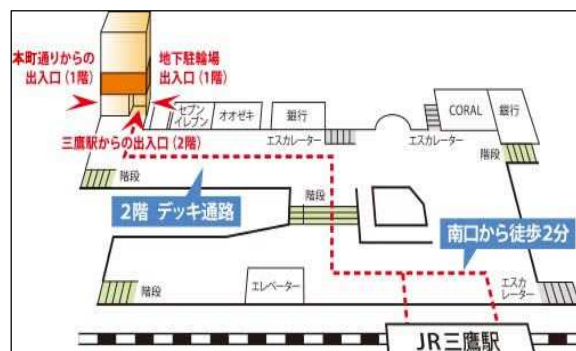 本町通りからの
出入口(1階)
地下駐輪場
出入口(1階)
セブン
イレブン
オオゼキ
銀行
CORAL
銀行
三鷹駅からの出入口(2階)
エスカレーター
エスカレーター
階段
階段
2階 デッキ通路
階段
南口から徒歩2分
階段
エレベーター
エスカ
レーター
JR三鷹駅